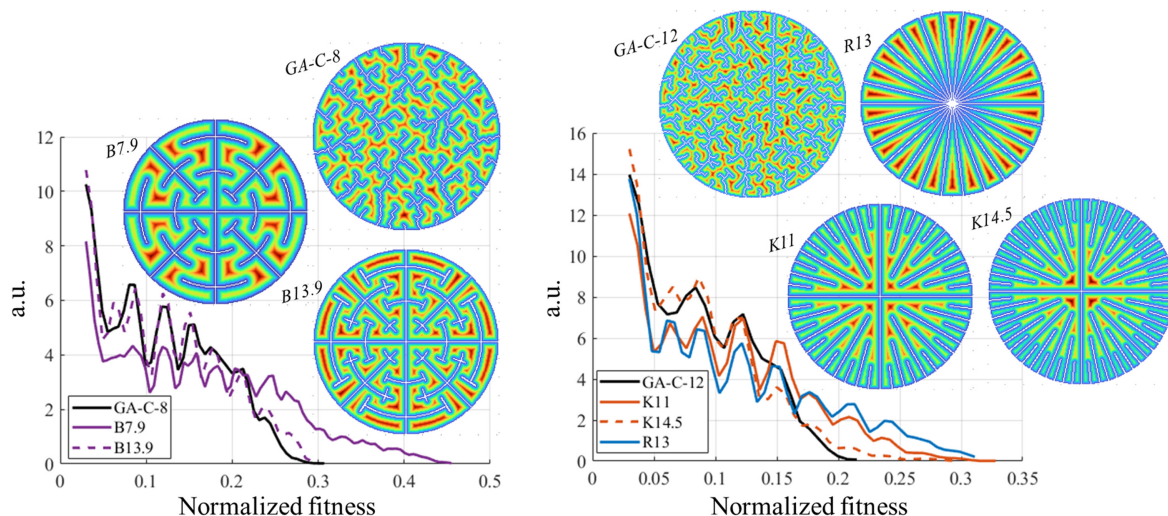 GA-C-8
B7.9
B13.9
a.u.
12
10
8
6
4
2
0
0 0.1 0.2 0.3 0.4 0.5
Normalized fitness
GA-C-8
B7.9
B13.9
GA-C-12
R13
K11
K14.5
a.u.
16
14
12
10
8
6
4
2
0
0 0.05 0.1 0.15 0.2 0.25 0.3 0.35
Normalized fitness
GA-C-12
K11
K14.5
R13